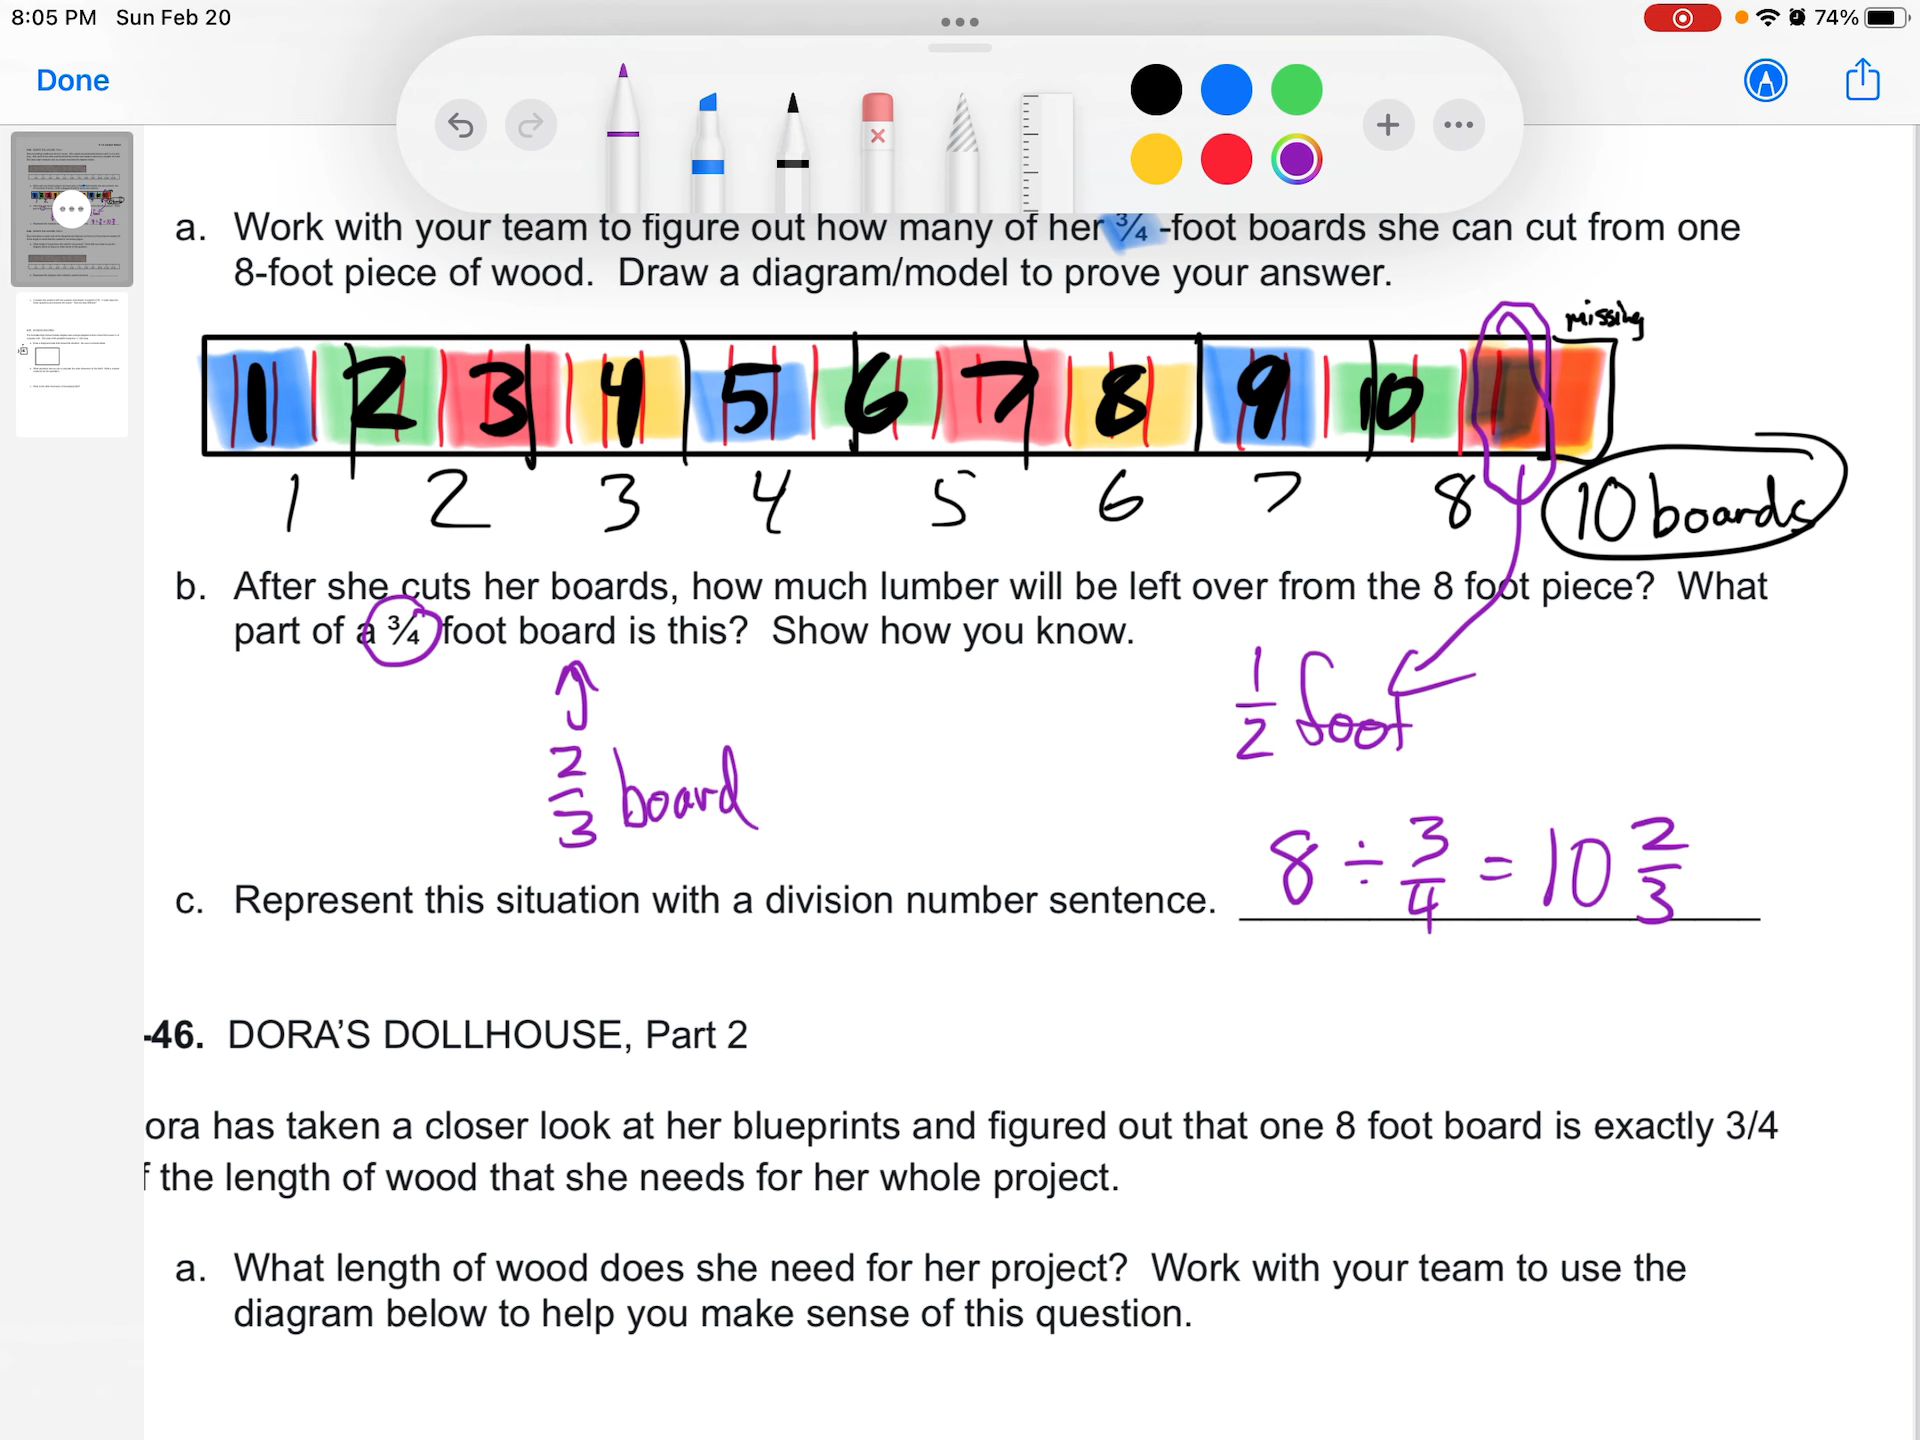 8:05 PM Sun Feb 20
74%
Done
a. Work with your team to figure out how many of her ¾ -foot boards she can cut from one
8-foot piece of wood. Draw a diagram/model to prove your answer.
missing
1 2 3 4 5 6 7 8 9 10
1 2 3 4 5 6 7 8
10 boards
b. After she cuts her boards, how much lumber will be left over from the 8 foot piece? What
part of a ¾ foot board is this? Show how you know.
1/2 foot
2/3 board
8 ÷ 3/4 = 10 2/3
c. Represent this situation with a division number sentence.
-46. DORA'S DOLLHOUSE, Part 2
ora has taken a closer look at her blueprints and figured out that one 8 foot board is exactly 3/4
f the length of wood that she needs for her whole project.
a. What length of wood does she need for her project? Work with your team to use the
diagram below to help you make sense of this question.